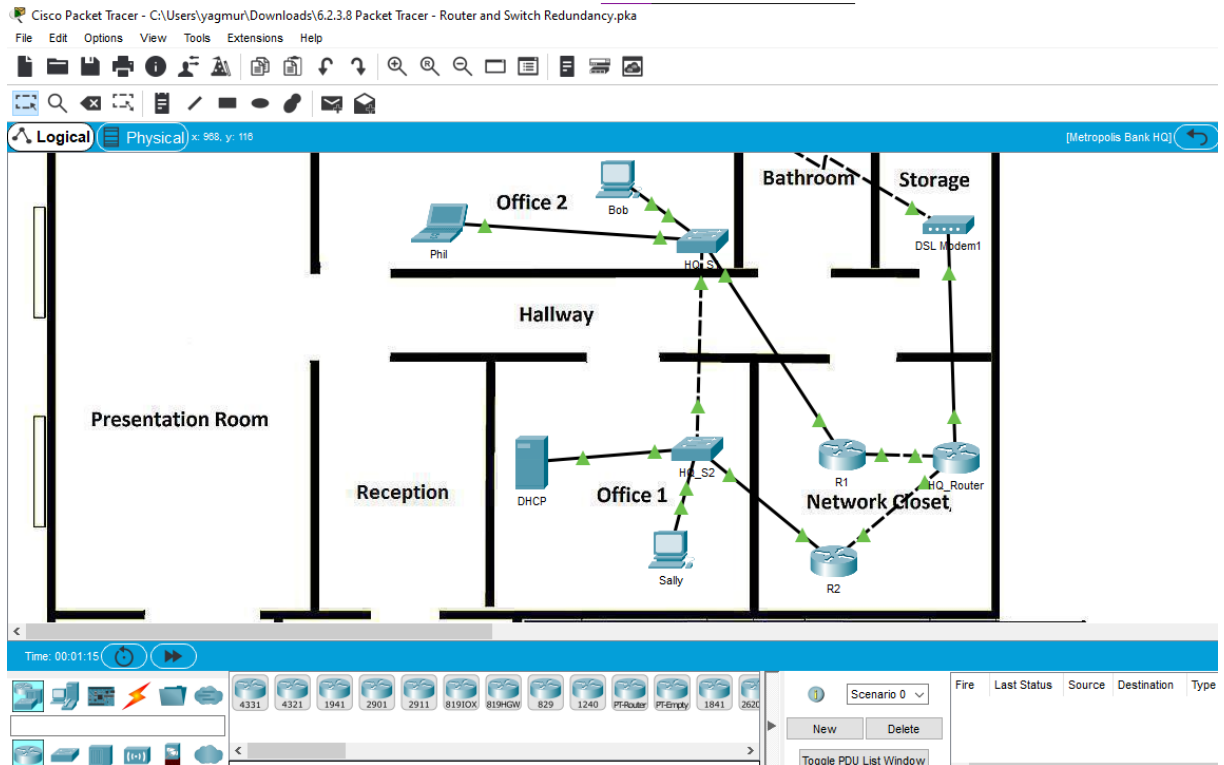 Cisco Packet Tracer - C:\Users\yagmur\Downloads\6.2.3.8 Packet Tracer - Router and Switch Redundancy.pka
File Edit Options View Tools Extensions Help
Logical Physical x: 968, y: 116 [Metropolis Bank HQ]
Bathroom
Storage
Office 2
Bob
Phil
HQ_S
DSL Modem1
Hallway
Presentation Room
Reception
DHCP
Office 1
HQ_S2
Sally
R1
HQ_Router
Network Closet
R2
Time: 00:01:15
4331 4321 1941 2901 2911 819IOX 819HGW 829 1240 PT-Router PT-Empty 1841 2620
Scenario 0
New Delete
Toggle PDU List Window
Fire Last Status Source Destination Type